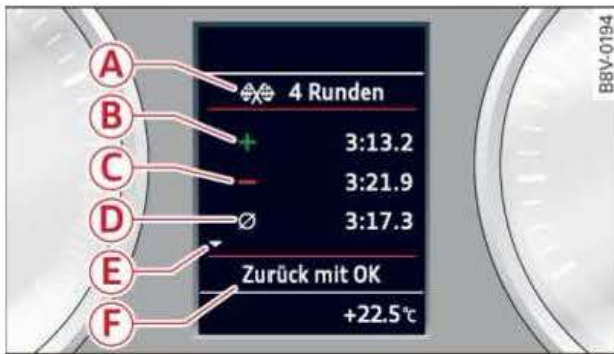 A
4 Runden
B
+ 3:13.2
C
− 3:21.9
D
Ø 3:17.3
E
Zurück mit OK
F
+22.5°C
B8V-0194